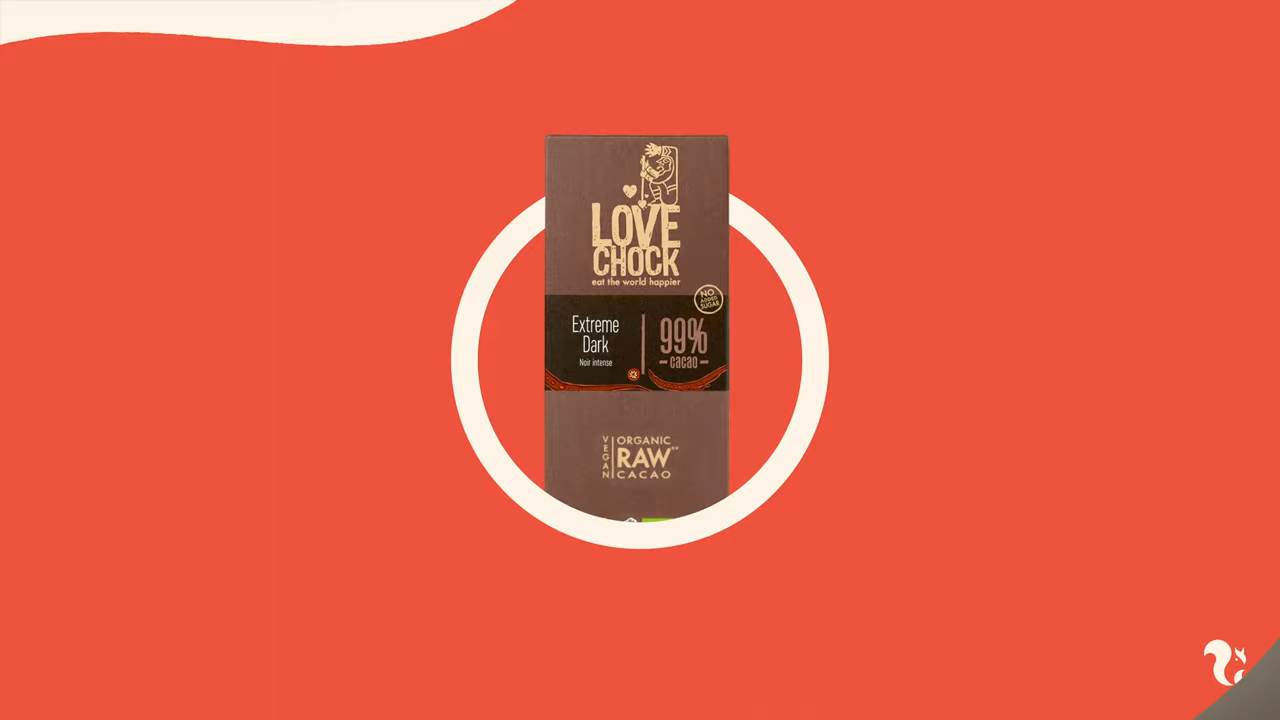 LOVE
CHOCK
eat the world happier
NO
ADDED
SUGAR
Extreme
Dark
Noir intense
99%
cacao
VEGAN
ORGANIC
RAW**
CACAO